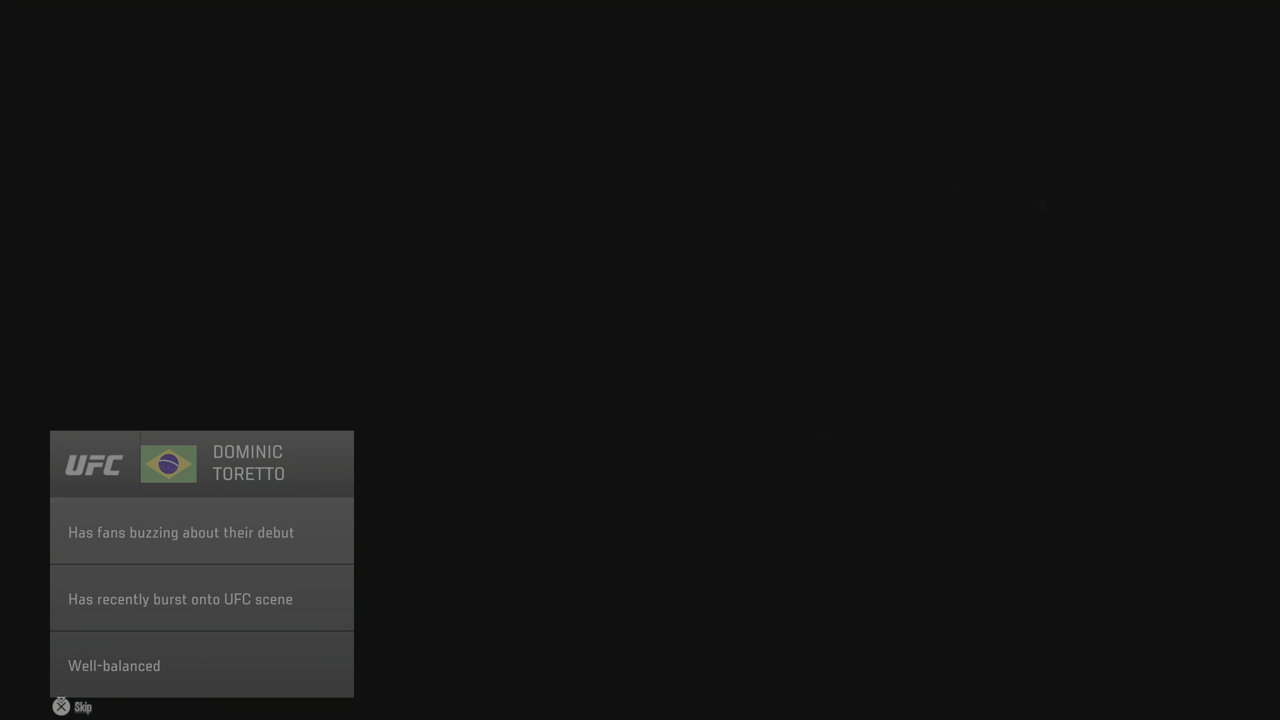 UFC
DOMINIC
TORETTO
Has fans buzzing about their debut
Has recently burst onto UFC scene
Well-balanced
Skip